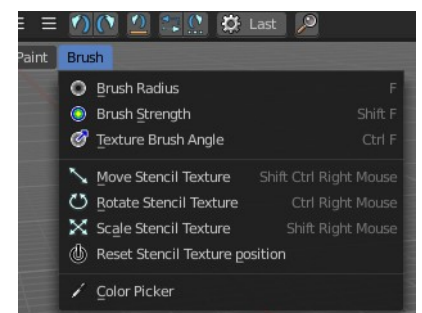 Last
Paint Brush
Brush Radius F
Brush Strength Shift F
Texture Brush Angle Ctrl F
Move Stencil Texture Shift Ctrl Right Mouse
Rotate Stencil Texture Ctrl Right Mouse
Scale Stencil Texture Shift Right Mouse
Reset Stencil Texture position
Color Picker